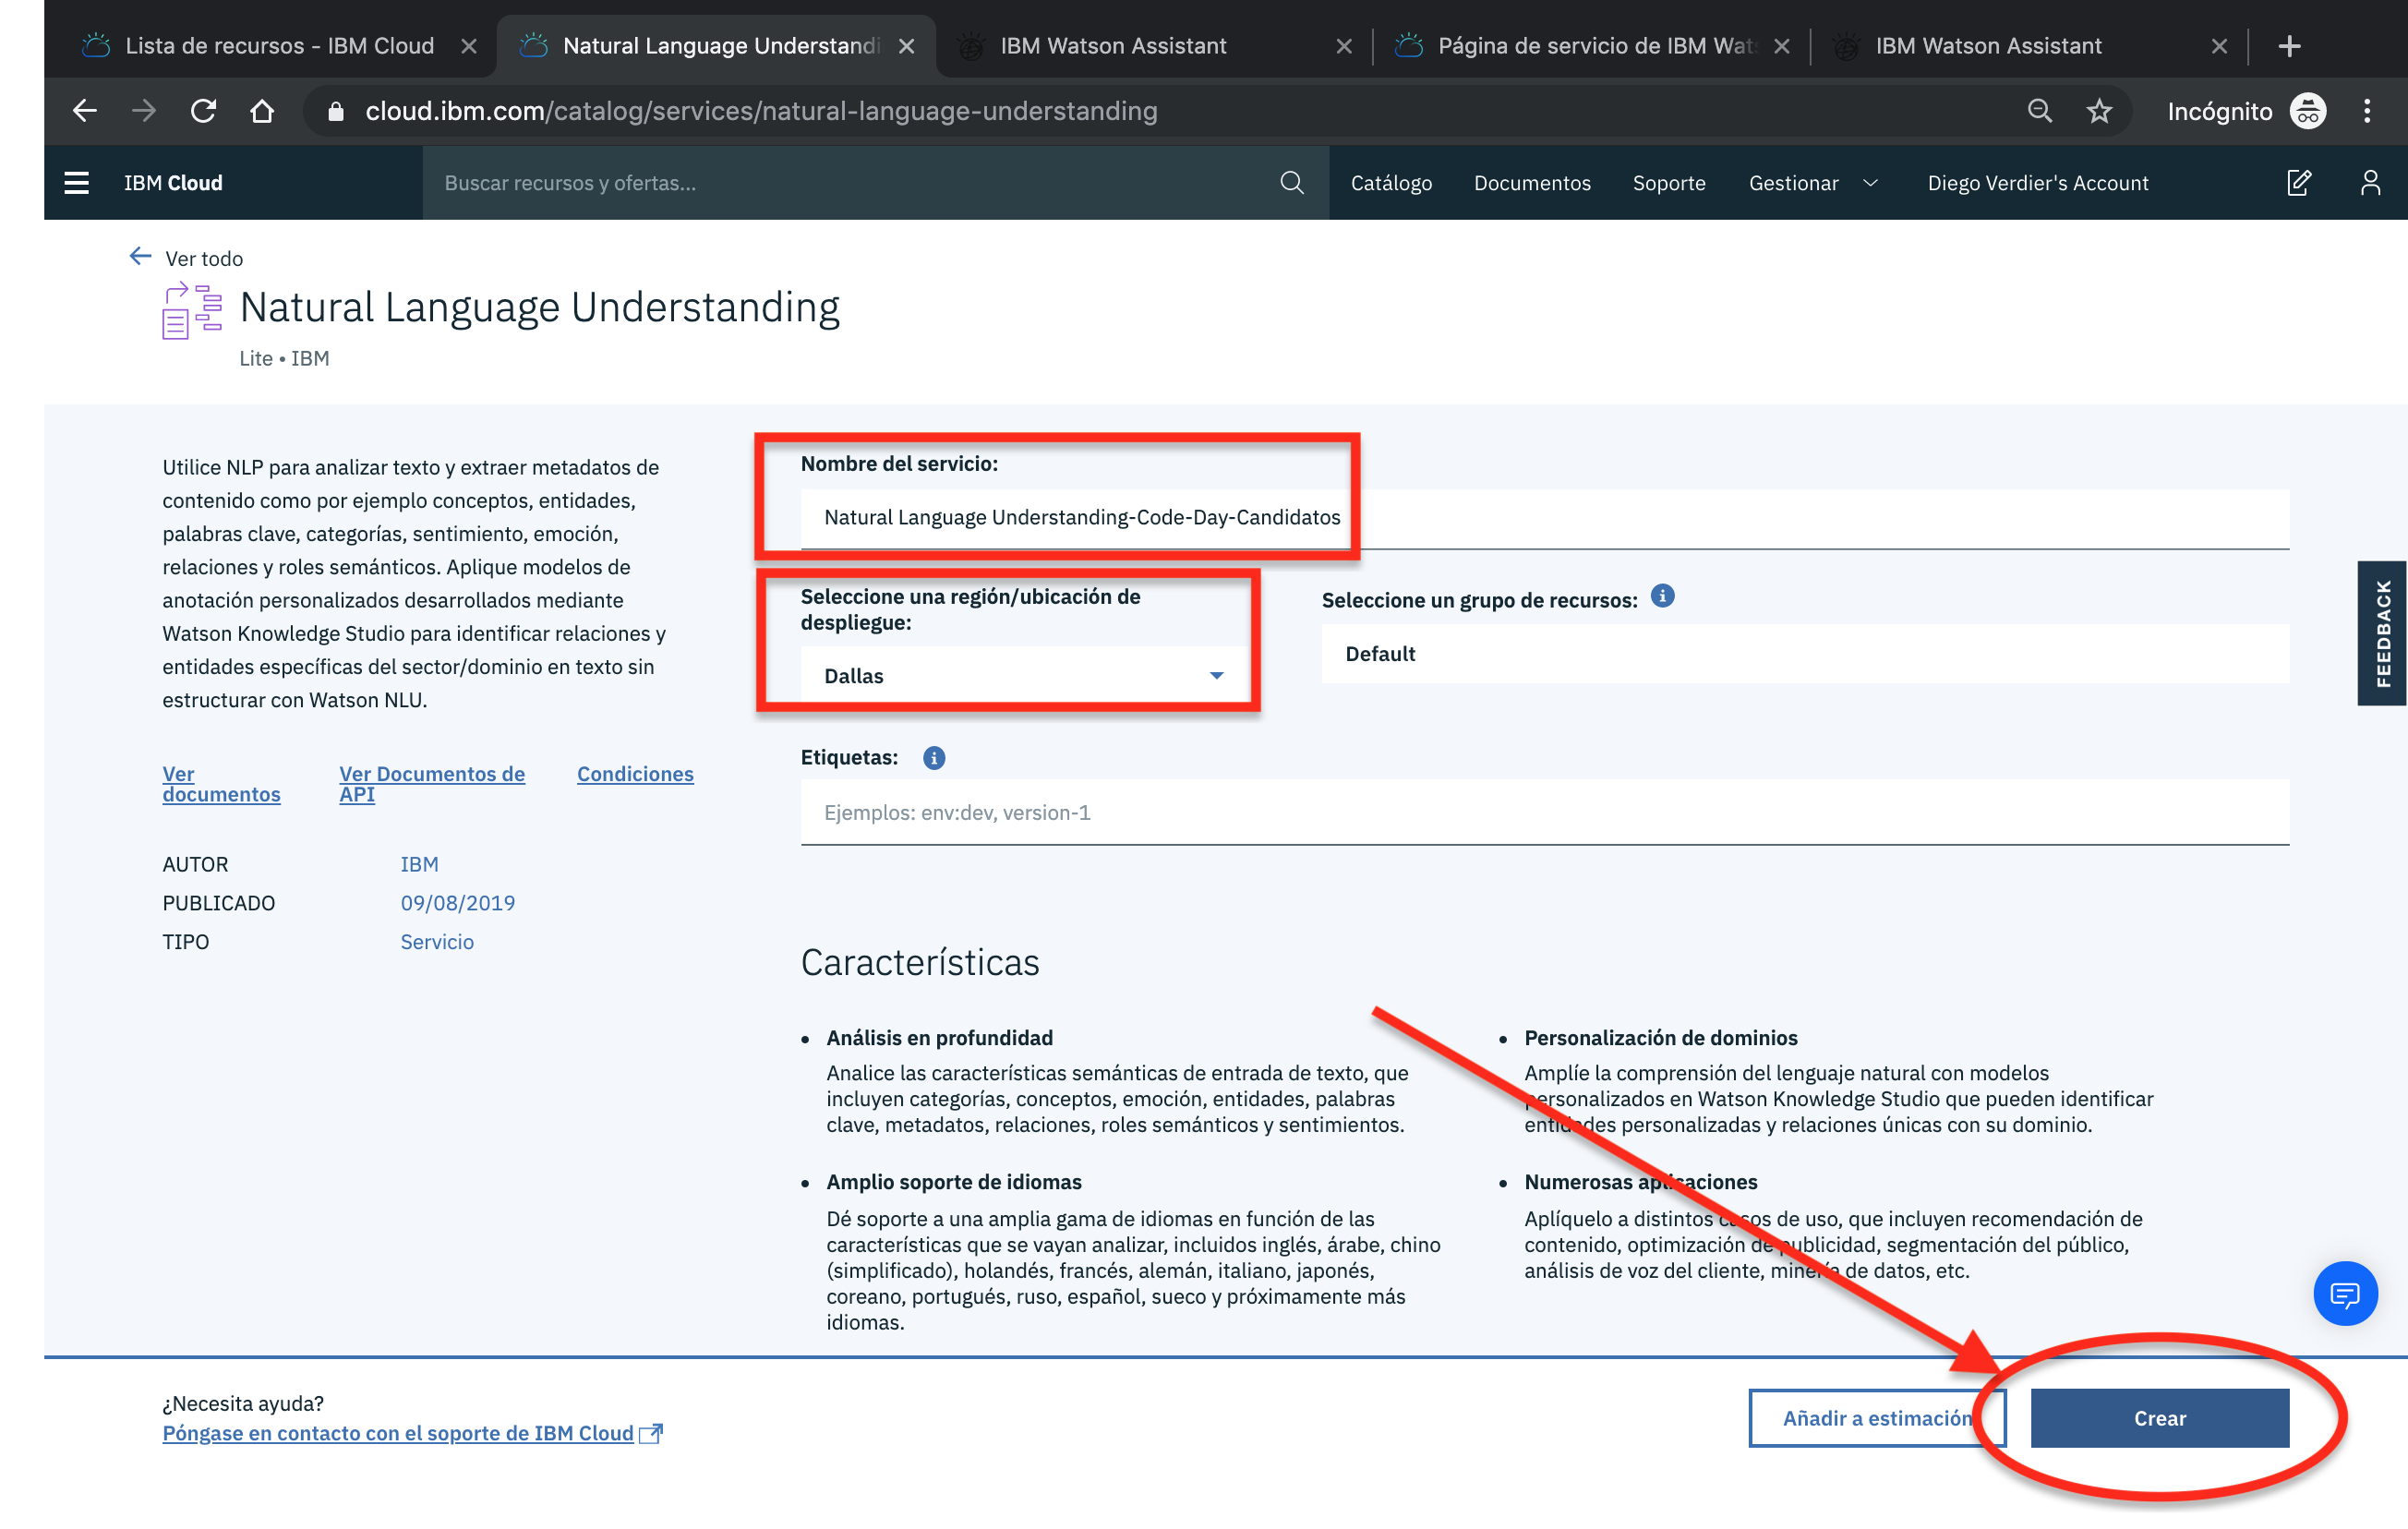 Lista de recursos - IBM Cloud
Natural Language Understandi
IBM Watson Assistant
Página de servicio de IBM Wats
IBM Watson Assistant
cloud.ibm.com/catalog/services/natural-language-understanding
Incógnito
IBM Cloud
Buscar recursos y ofertas...
Catálogo
Documentos
Soporte
Gestionar
Diego Verdier's Account
Ver todo
Natural Language Understanding
Lite • IBM
Utilice NLP para analizar texto y extraer metadatos de
contenido como por ejemplo conceptos, entidades,
palabras clave, categorías, sentimiento, emoción,
relaciones y roles semánticos. Aplique modelos de
anotación personalizados desarrollados mediante
Watson Knowledge Studio para identificar relaciones y
entidades específicas del sector/dominio en texto sin
estructurar con Watson NLU.
Ver
documentos
Ver Documentos de
API
Condiciones
AUTOR
IBM
PUBLICADO
09/08/2019
TIPO
Servicio
Nombre del servicio:
Natural Language Understanding-Code-Day-Candidatos
Seleccione una región/ubicación de
despliegue:
Dallas
Seleccione un grupo de recursos:
Default
Etiquetas:
Ejemplos: env:dev, version-1
FEEDBACK
Características
• Análisis en profundidad
Analice las características semánticas de entrada de texto, que
incluyen categorías, conceptos, emoción, entidades, palabras
clave, metadatos, relaciones, roles semánticos y sentimientos.
• Personalización de dominios
Amplíe la comprensión del lenguaje natural con modelos
personalizados en Watson Knowledge Studio que pueden identificar
entidades personalizadas y relaciones únicas con su dominio.
• Amplio soporte de idiomas
Dé soporte a una amplia gama de idiomas en función de las
características que se vayan analizar, incluidos inglés, árabe, chino
(simplificado), holandés, francés, alemán, italiano, japonés,
coreano, portugués, ruso, español, sueco y próximamente más
idiomas.
• Numerosas aplicaciones
Aplíquelo a distintos casos de uso, que incluyen recomendación de
contenido, optimización de publicidad, segmentación del público,
análisis de voz del cliente, minería de datos, etc.
¿Necesita ayuda?
Póngase en contacto con el soporte de IBM Cloud
Añadir a estimación
Crear